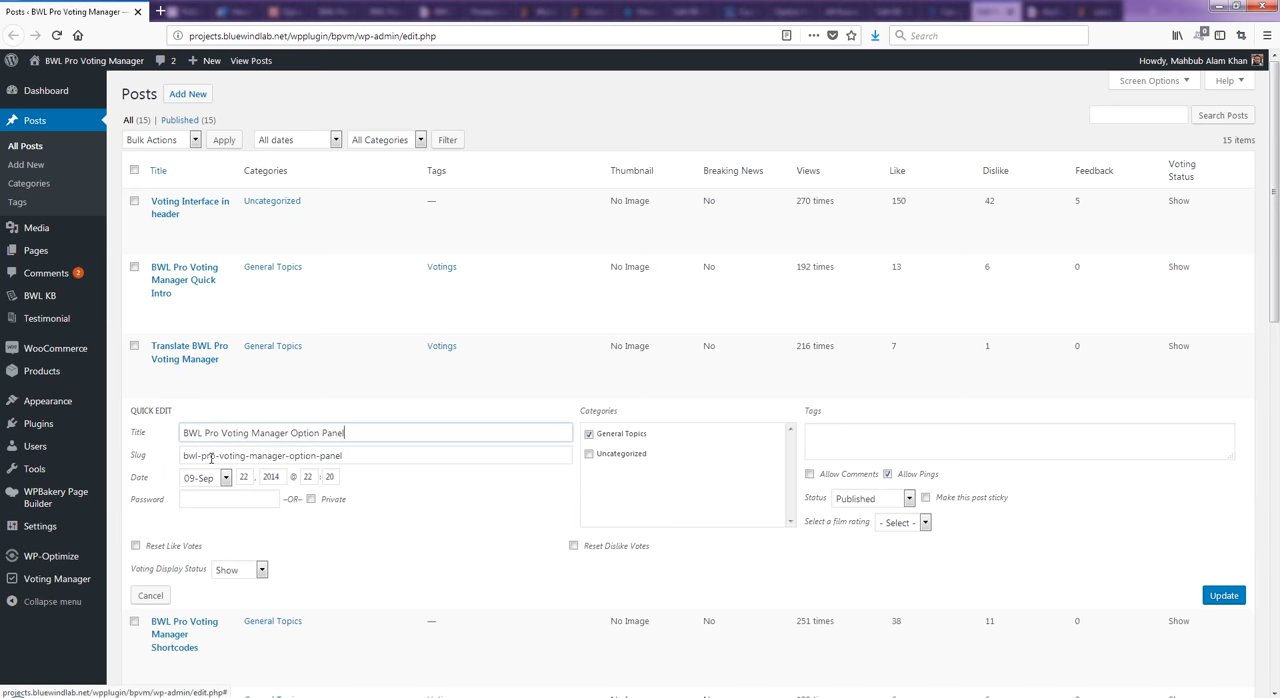 Posts ‹ BWL Pro Voting Manager —
projects.bluewindlab.net/wpplugin/bpvm/wp-admin/edit.php
Search
BWL Pro Voting Manager
2
New
View Posts
Howdy, Mahbub Alam Khan
Dashboard
Posts
All Posts
Add New
Categories
Tags
Media
Pages
Comments 2
BWL KB
Testimonial
WooCommerce
Products
Appearance
Plugins
Users
Tools
WPBakery Page
Builder
Settings
WP-Optimize
Voting Manager
Collapse menu
Posts
Add New
Screen Options
Help
All (15) | Published (15)
Search Posts
Bulk Actions
Apply
All dates
All Categories
Filter
15 items
Title
Categories
Tags
Thumbnail
Breaking News
Views
Like
Dislike
Feedback
Voting
Status
Voting Interface in
header
Uncategorized
—
No Image
No
270 times
150
42
5
Show
BWL Pro Voting
Manager Quick
Intro
General Topics
Votings
No Image
No
192 times
13
6
0
Show
Translate BWL Pro
Voting Manager
General Topics
Votings
No Image
No
216 times
7
1
0
Show
QUICK EDIT
Title
BWL Pro Voting Manager Option Panel
Slug
bwl-pro-voting-manager-option-panel
Date
09-Sep
22 , 2014 @ 22 : 20
Password
–OR–
Private
Categories
General Topics
Uncategorized
Tags
Allow Comments
Allow Pings
Status
Published
Make this post sticky
Select a film rating
- Select -
Reset Like Votes
Reset Dislike Votes
Voting Display Status
Show
Cancel
Update
BWL Pro Voting
Manager
Shortcodes
General Topics
—
No Image
No
251 times
38
11
0
Show
projects.bluewindlab.net/wpplugin/bpvm/wp-admin/edit.php#